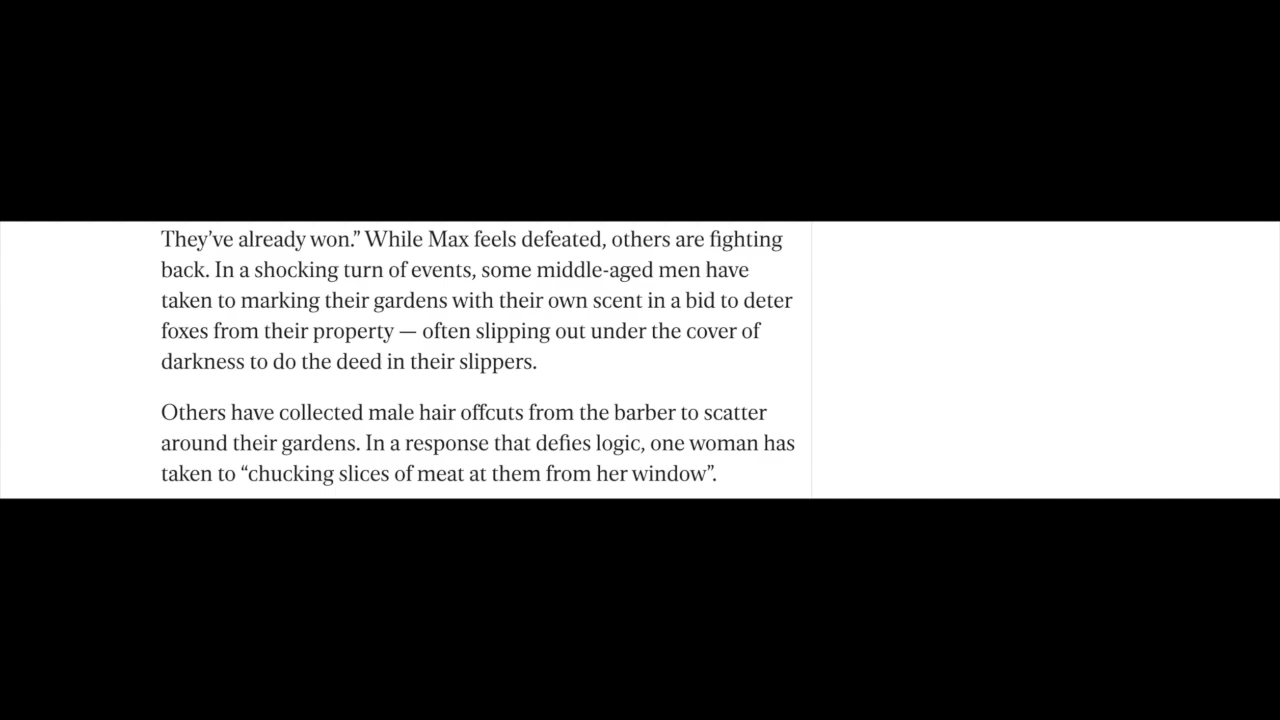 They’ve already won.” While Max feels defeated, others are fighting
back. In a shocking turn of events, some middle-aged men have
taken to marking their gardens with their own scent in a bid to deter
foxes from their property — often slipping out under the cover of
darkness to do the deed in their slippers.
Others have collected male hair offcuts from the barber to scatter
around their gardens. In a response that defies logic, one woman has
taken to “chucking slices of meat at them from her window”.